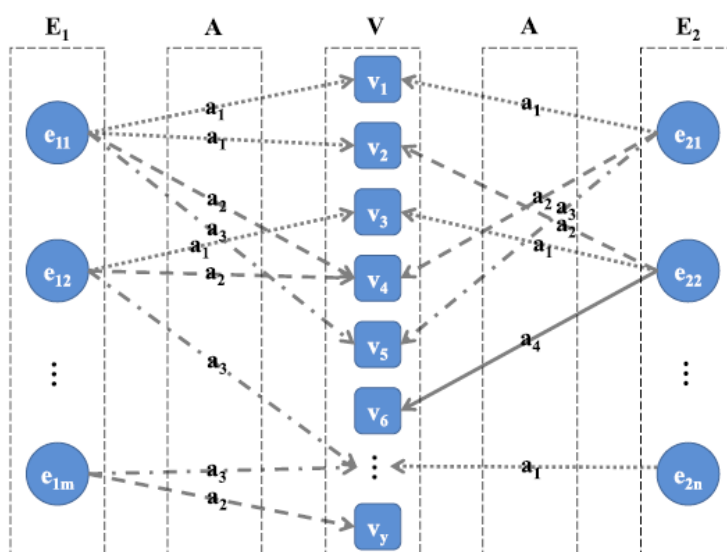 E₁ A V A E₂
v₁
a₁ a₁
e₁₁ a₁ v₂ e₂₁
a₂ v₃ a₂ a₃
a₃ a₂
a₁ a₁
e₁₂ a₂ v₄ e₂₂
v₅ a₄
a₃
⋮ ⋮
v₆
e₁ₘ a₃ ⋮ a₁ e₂ₙ
a₂
v_y